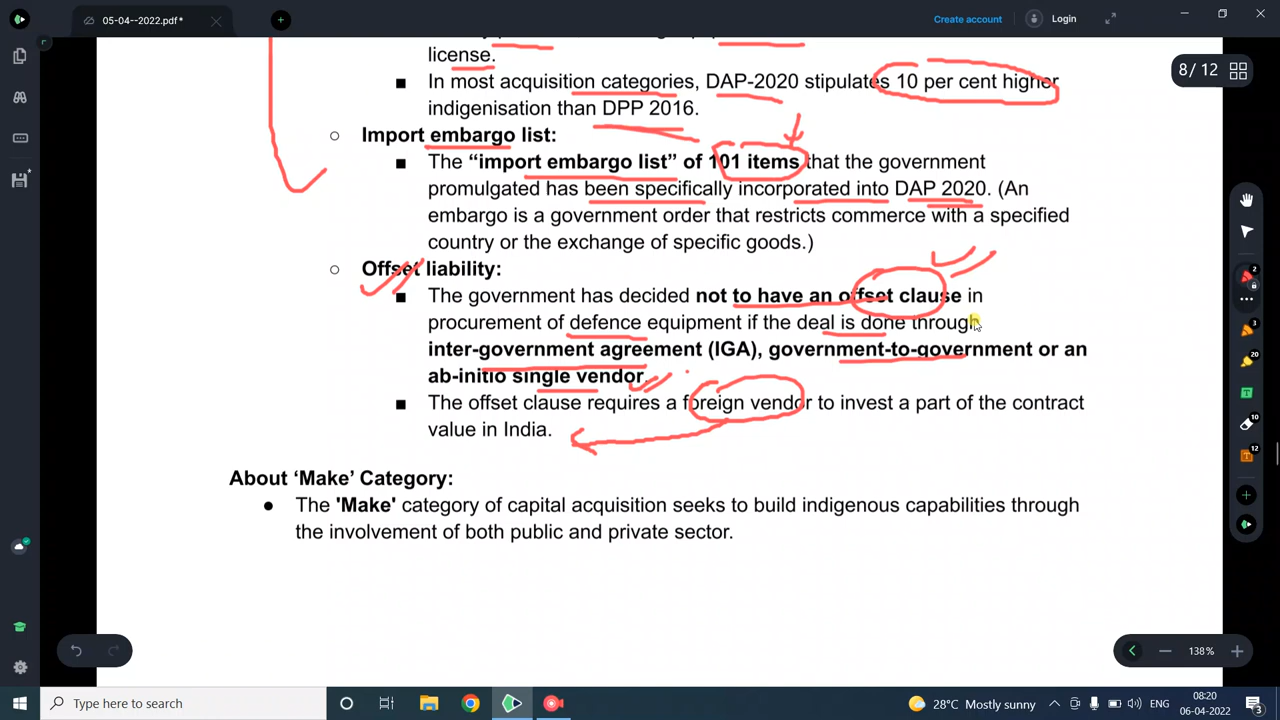 05-04--2022.pdf*
Create account
Login
license.
8 / 12
■ In most acquisition categories, DAP-2020 stipulates 10 per cent higher
indigenisation than DPP 2016.
○ Import embargo list:
■ The “import embargo list” of 101 items that the government
promulgated has been specifically incorporated into DAP 2020. (An
embargo is a government order that restricts commerce with a specified
country or the exchange of specific goods.)
○ Offset liability:
■ The government has decided not to have an offset clause in
procurement of defence equipment if the deal is done through
inter-government agreement (IGA), government-to-government or an
ab-initio single vendor.
■ The offset clause requires a foreign vendor to invest a part of the contract
value in India.
About ‘Make’ Category:
● The 'Make' category of capital acquisition seeks to build indigenous capabilities through
the involvement of both public and private sector.
2
3
20
10
12
138%
Type here to search
28°C Mostly sunny
ENG
08:20
06-04-2022
3